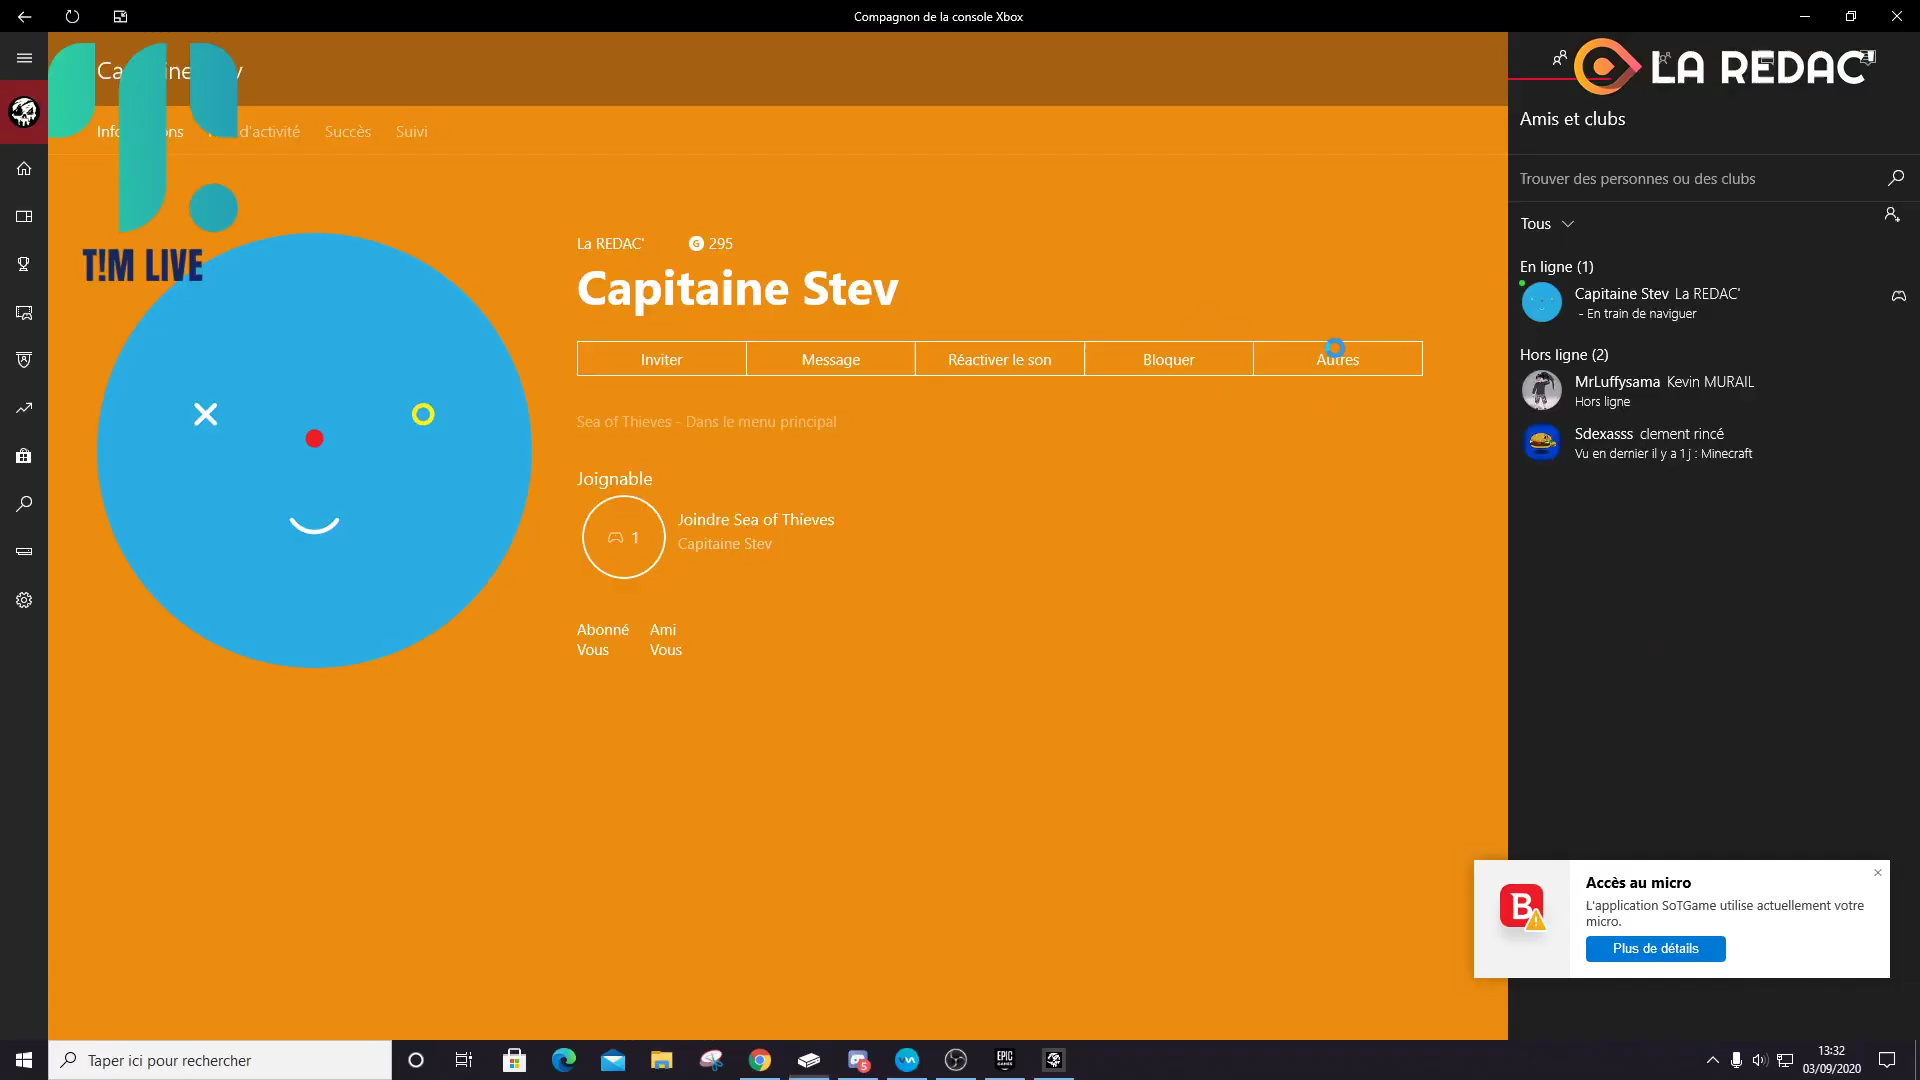 Compagnon de la console Xbox
LA REDAC
T!M LIVE
d'activité
Succès
Suivi
La REDAC'
G 295
Capitaine Stev
Inviter
Message
Réactiver le son
Bloquer
Autres
Sea of Thieves - Dans le menu principal
Joignable
1
Joindre Sea of Thieves
Capitaine Stev
Abonné
Ami
Vous
Vous
Amis et clubs
Trouver des personnes ou des clubs
Tous
En ligne (1)
Capitaine Stev La REDAC'
- En train de naviguer
Hors ligne (2)
MrLuffysama Kevin MURAIL
Hors ligne
Sdexasss clement rincé
Vu en dernier il y a 1 j : Minecraft
B
Accès au micro
L'application SoTGame utilise actuellement votre
micro.
Plus de détails
Taper ici pour rechercher
5
EPIC
GAMES
13:32
03/09/2020